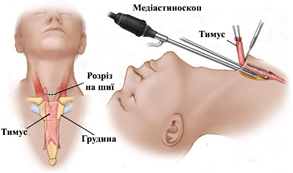 Медіастиноскоп
Тимус
Розріз
на шиї
Тимус
Грудина